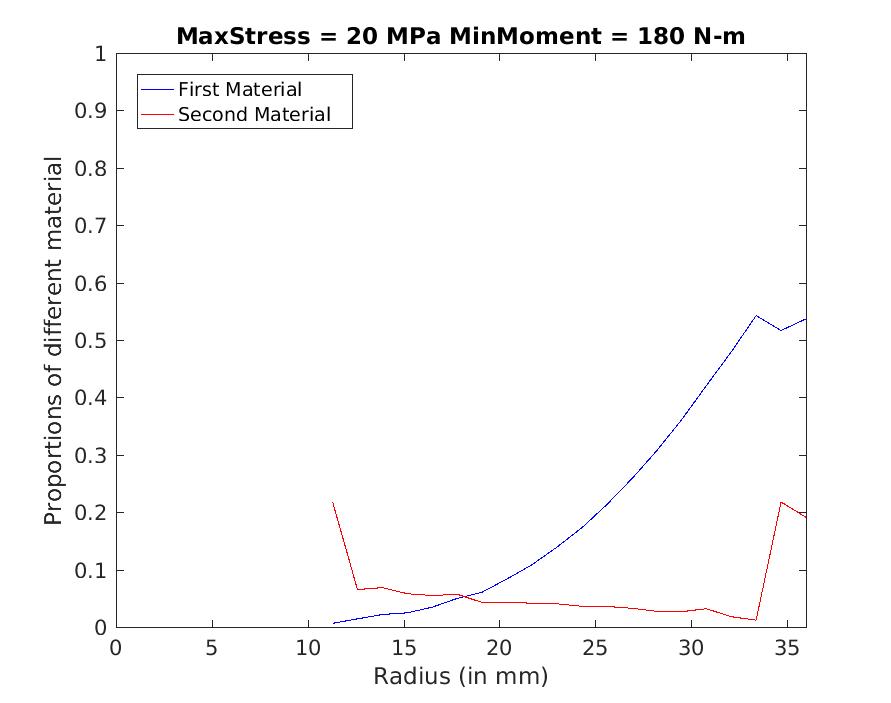 MaxStress = 20 MPa MinMoment = 180 N-m
1
First Material
Second Material
0.9
0.8
0.7
0.6
0.5
0.4
0.3
0.2
0.1
0
Proportions of different material
0 5 10 15 20 25 30 35
Radius (in mm)